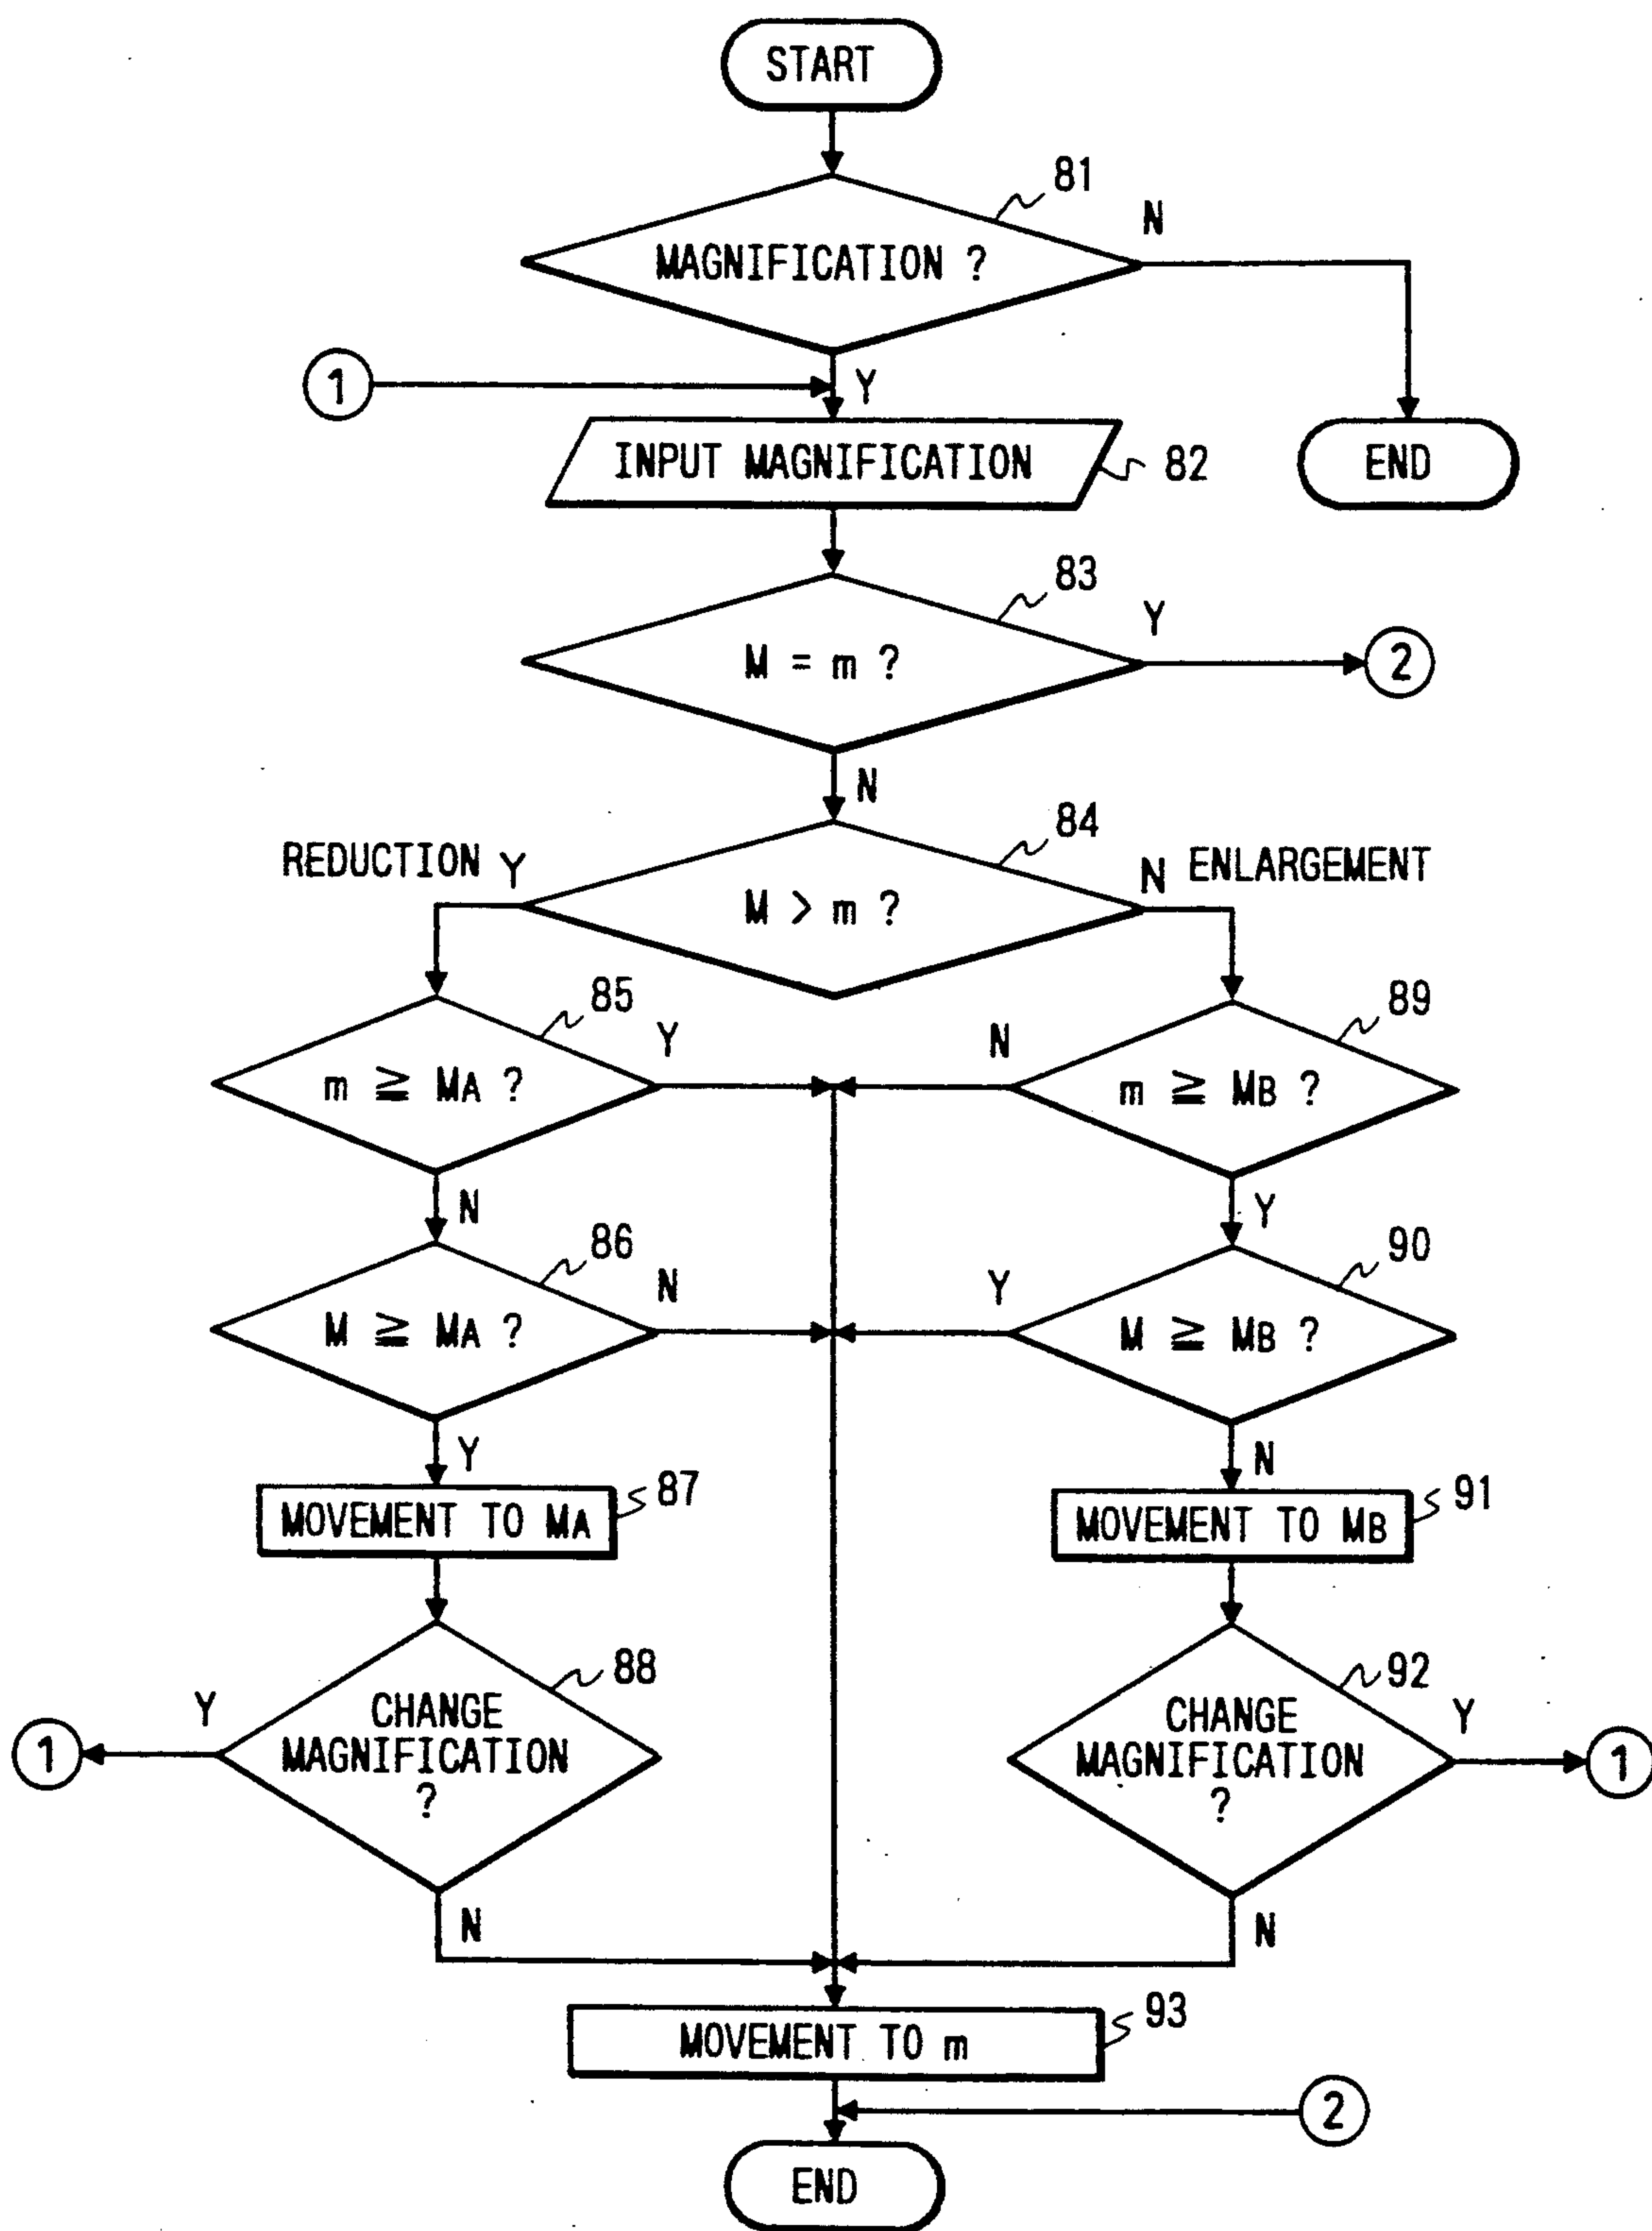 START
81
MAGNIFICATION ?
N
1
Y
INPUT MAGNIFICATION
82
END
83
M = m ?
Y
2
N
84
REDUCTION Y
N ENLARGEMENT
M > m ?
85
89
m ≧ MA ?
Y
N
m ≧ MB ?
N
Y
86
90
M ≧ MA ?
N
Y
M ≧ MB ?
Y
N
MOVEMENT TO MA
87
MOVEMENT TO MB
91
88
92
1
Y
CHANGE
MAGNIFICATION
?
CHANGE
MAGNIFICATION
?
Y
1
N
N
MOVEMENT TO m
93
2
END